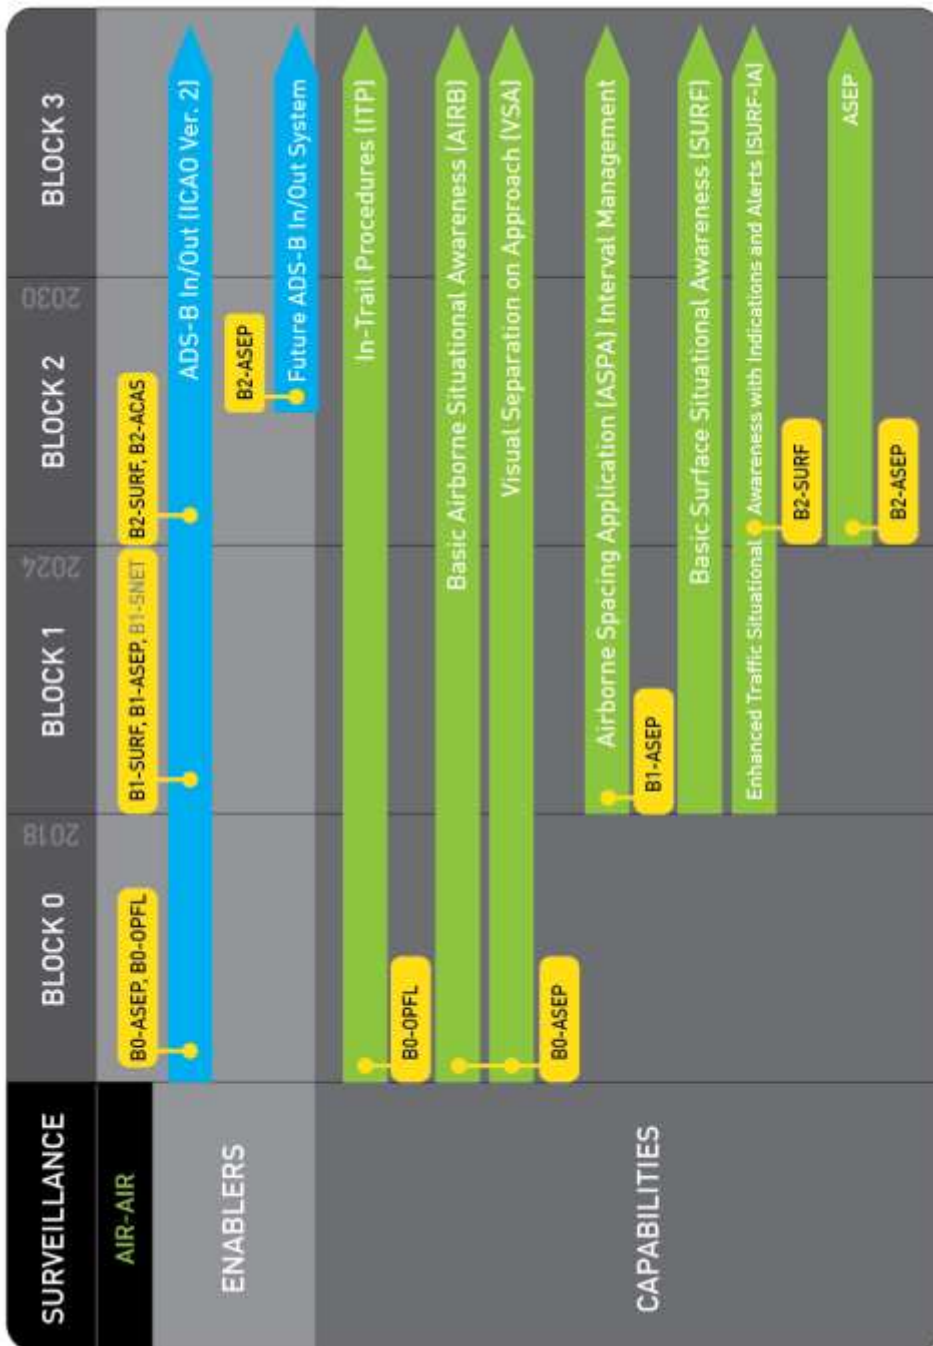 SURVEILLANCE
BLOCK 0
2018
BLOCK 1
2024
BLOCK 2
2030
BLOCK 3
AIR-AIR
B0-ASEP, B0-OPFL
B1-SURF, B1-ASEP, B1-SNET
B2-SURF, B2-ACAS
ENABLERS
ADS-B In/Out (ICAO Ver. 2)
B2-ASEP
Future ADS-B In/Out System
CAPABILITIES
In-Trail Procedures (ITP)
B0-OPFL
Basic Airborne Situational Awareness (AIRB)
Visual Separation on Approach (VSA)
B0-ASEP
Airborne Spacing Application (ASPA) Interval Management
B1-ASEP
Basic Surface Situational Awareness (SURF)
Enhanced Traffic Situational Awareness with Indications and Alerts (SURF-IA)
B2-SURF
ASEP
B2-ASEP